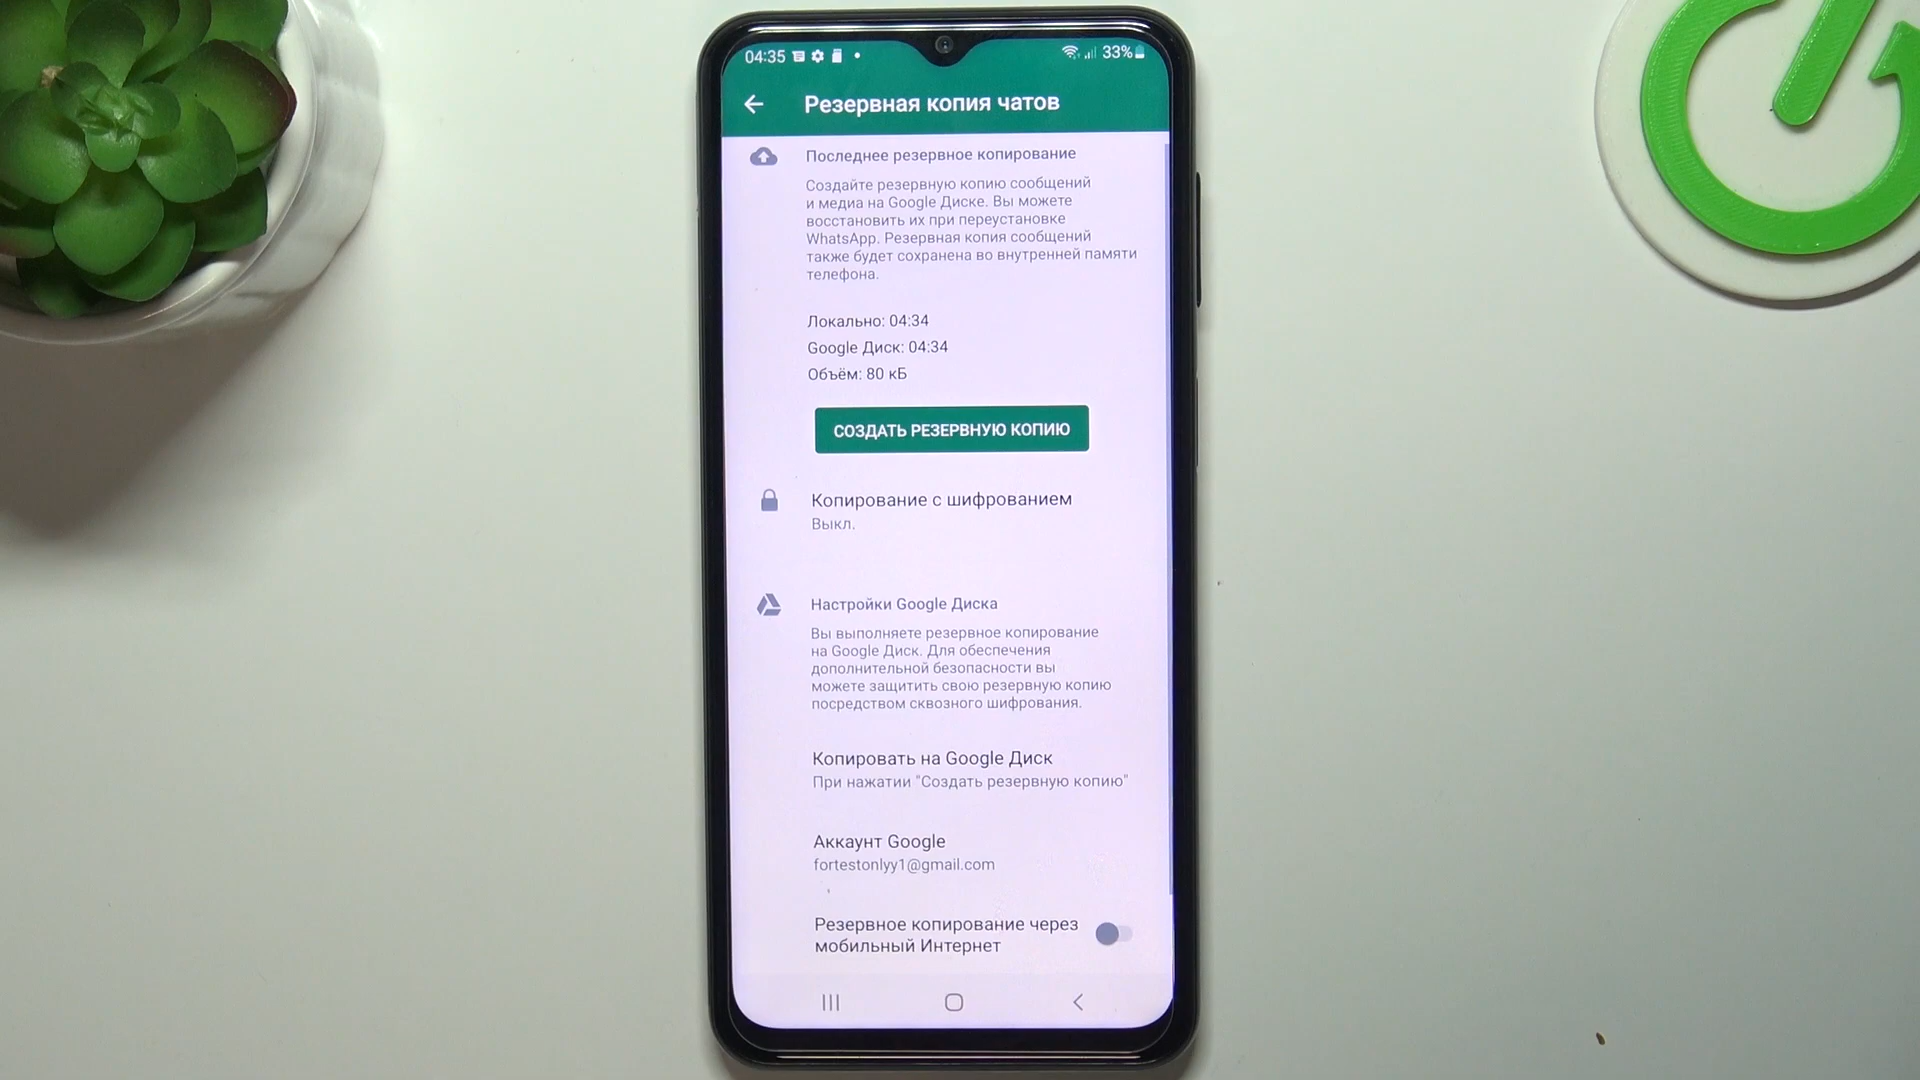 04:35
33%
Резервная копия чатов
Последнее резервное копирование
Создайте резервную копию сообщений
и медиа на Google Диске. Вы можете
восстановить их при переустановке
WhatsApp. Резервная копия сообщений
также будет сохранена во внутренней памяти
телефона.
Локально: 04:34
Google Диск: 04:34
Объём: 80 кБ
СОЗДАТЬ РЕЗЕРВНУЮ КОПИЮ
Копирование с шифрованием
Выкл.
Настройки Google Диска
Вы выполняете резервное копирование
на Google Диск. Для обеспечения
дополнительной безопасности вы
можете защитить свою резервную копию
посредством сквозного шифрования.
Копировать на Google Диск
При нажатии "Создать резервную копию"
Аккаунт Google
fortestonlyy1@gmail.com
Резервное копирование через
мобильный Интернет